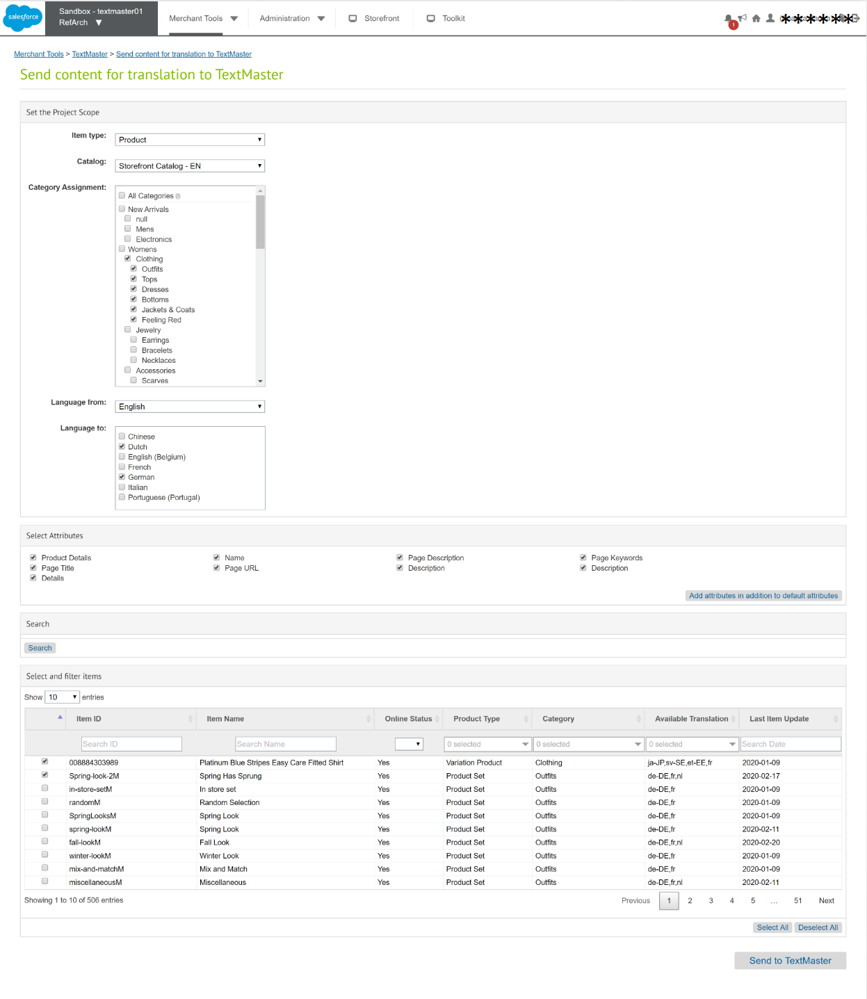 salesforce
Sandbox - textmaster01
RefArch ▼
Merchant Tools
Administration
Storefront
Toolkit
1
Merchant Tools > TextMaster > Send content for translation to TextMaster
Send content for translation to TextMaster
Set the Project Scope
Item type:
Product
Catalog:
Storefront Catalog - EN
Category Assignment:
All Categories
New Arrivals
null
Mens
Electronics
Womens
Clothing
Outfits
Tops
Dresses
Bottoms
Jackets & Coats
Feeling Red
Jewelry
Earrings
Bracelets
Necklaces
Accessories
Scarves
Language from:
English
Language to:
Chinese
Dutch
English (Belgium)
French
German
Italian
Portuguese (Portugal)
Select Attributes
Product Details Name Page Description Page Keywords
Page Title Page URL Description Description
Details
Add attributes in addition to default attributes
Search
Search
Select and filter items
Show 10 entries
Item ID Item Name Online Status Product Type Category Available Translation Last Item Update
Search ID Search Name 0 selected 0 selected 0 selected Search Date
008884303989 Platinum Blue Stripes Easy Care Fitted Shirt Yes Variation Product Clothing ja-JP,sv-SE,et-EE,fr 2020-01-09
Spring-look-2M Spring Has Sprung Yes Product Set Outfits de-DE,fr,nl 2020-02-17
in-store-setM In store set Yes Product Set Outfits de-DE,fr 2020-01-09
randomM Random Selection Yes Product Set Outfits de-DE,fr 2020-01-09
SpringLooksM Spring Look Yes Product Set Outfits de-DE,fr 2020-01-09
spring-lookM Spring Look Yes Product Set Outfits de-DE,fr 2020-02-11
fall-lookM Fall Look Yes Product Set Outfits de-DE,fr,nl 2020-02-20
winter-lookM Winter Look Yes Product Set Outfits de-DE,fr 2020-01-09
mix-and-matchM Mix and Match Yes Product Set Outfits de-DE,fr 2020-01-09
miscellaneousM Miscellaneous Yes Product Set Outfits de-DE,fr,nl 2020-02-11
Showing 1 to 10 of 506 entries
Previous 1 2 3 4 5 … 51 Next
Select All Deselect All
Send to TextMaster